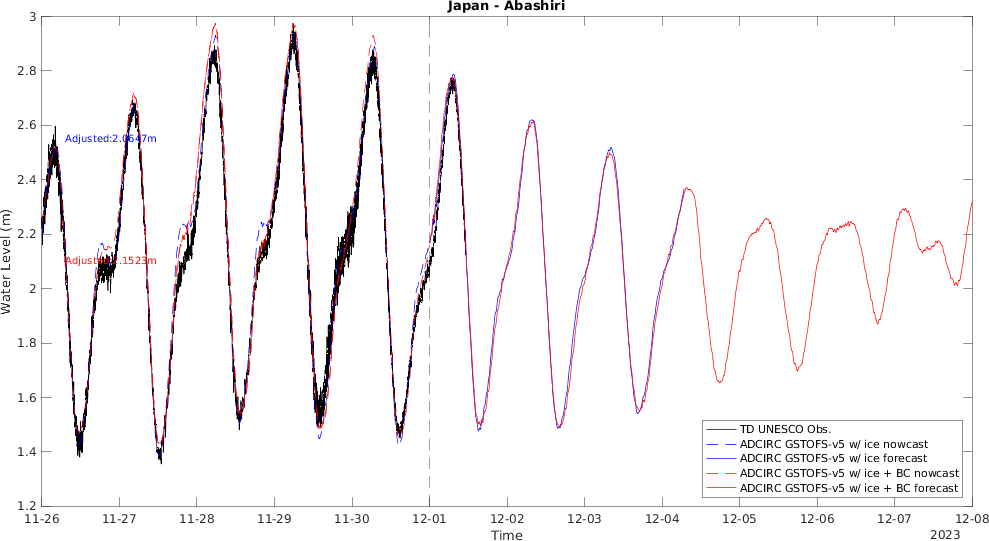 Japan - Abashiri
3
2.8
2.6
2.4
2.2
2
1.8
1.6
1.4
1.2
Water Level (m)
Adjusted:2.0647m
Adjusted:2.1523m
TD UNESCO Obs.
ADCIRC GSTOFS-v5 w/ ice nowcast
ADCIRC GSTOFS-v5 w/ ice forecast
ADCIRC GSTOFS-v5 w/ ice + BC nowcast
ADCIRC GSTOFS-v5 w/ ice + BC forecast
11-26 11-27 11-28 11-29 11-30 12-01 12-02 12-03 12-04 12-05 12-06 12-07 12-08
Time
2023